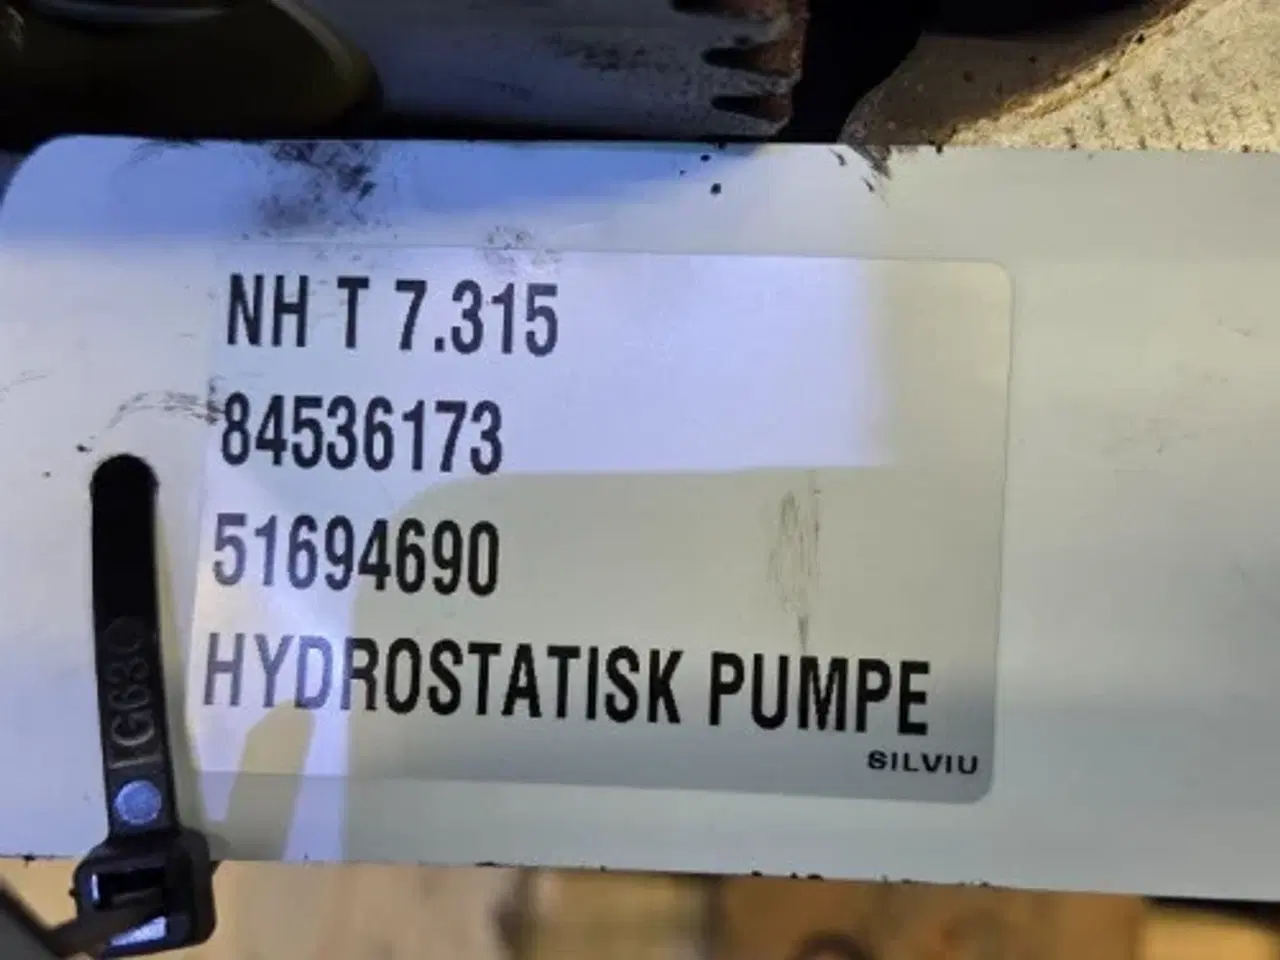 NH T 7.315
84536173
51694690
HYDROSTATISK PUMPE
SILVIU